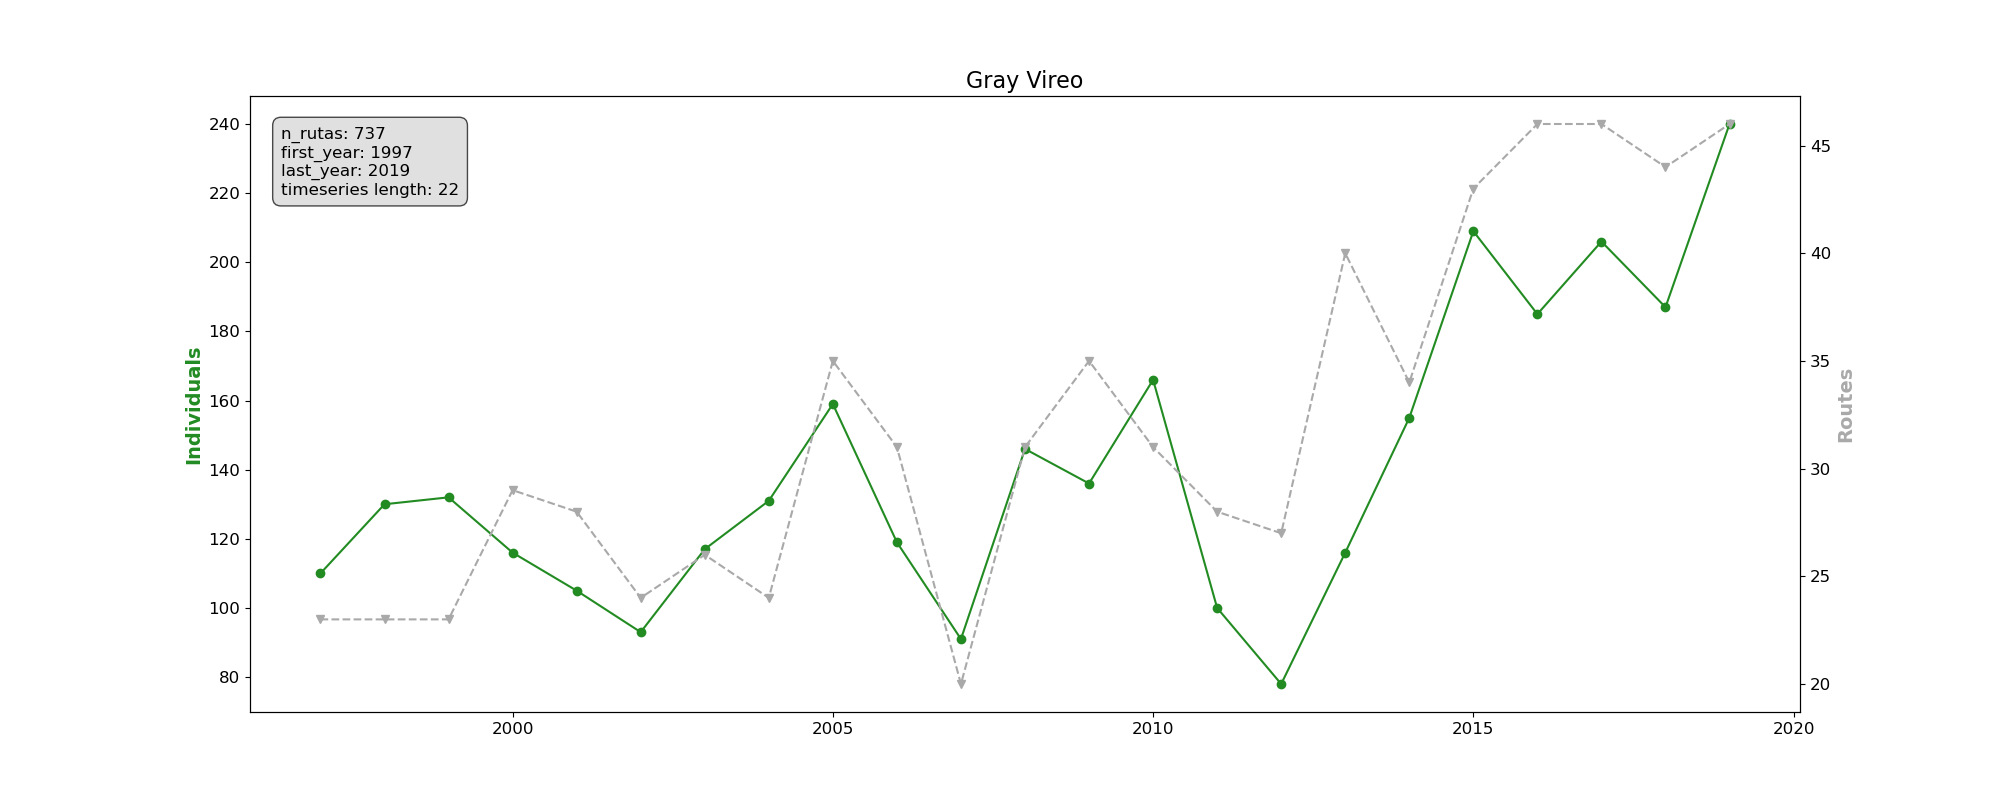 Gray Vireo
n_rutas: 737
first_year: 1997
last_year: 2019
timeseries length: 22
Individuals
240
220
200
180
160
140
120
100
80
45
40
35
30
25
20
Routes
2000
2005
2010
2015
2020